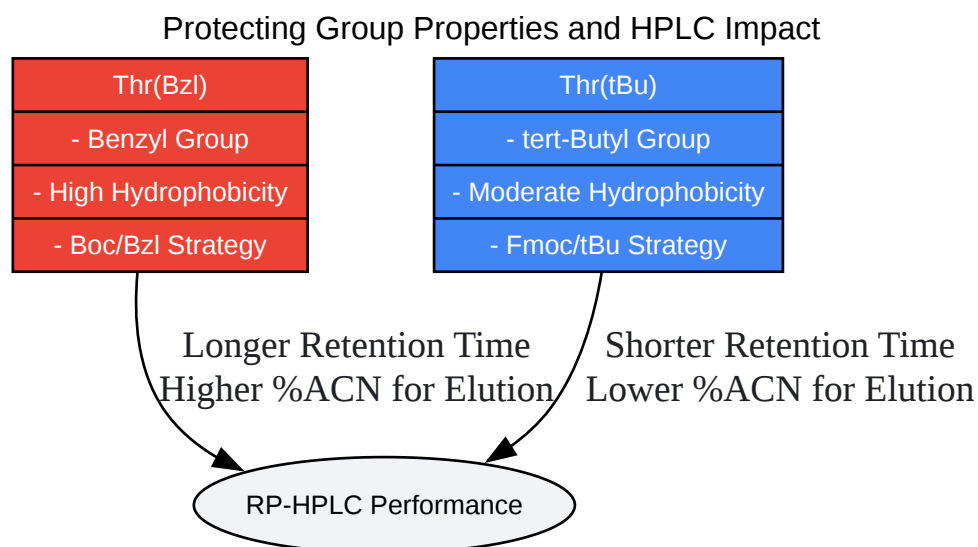 Protecting Group Properties and HPLC Impact
Thr(Bzl)
- Benzyl Group
- High Hydrophobicity
- Boc/Bzl Strategy
Thr(tBu)
- tert-Butyl Group
- Moderate Hydrophobicity
- Fmoc/tBu Strategy
Longer Retention Time
Higher %ACN for Elution
Shorter Retention Time
Lower %ACN for Elution
RP-HPLC Performance